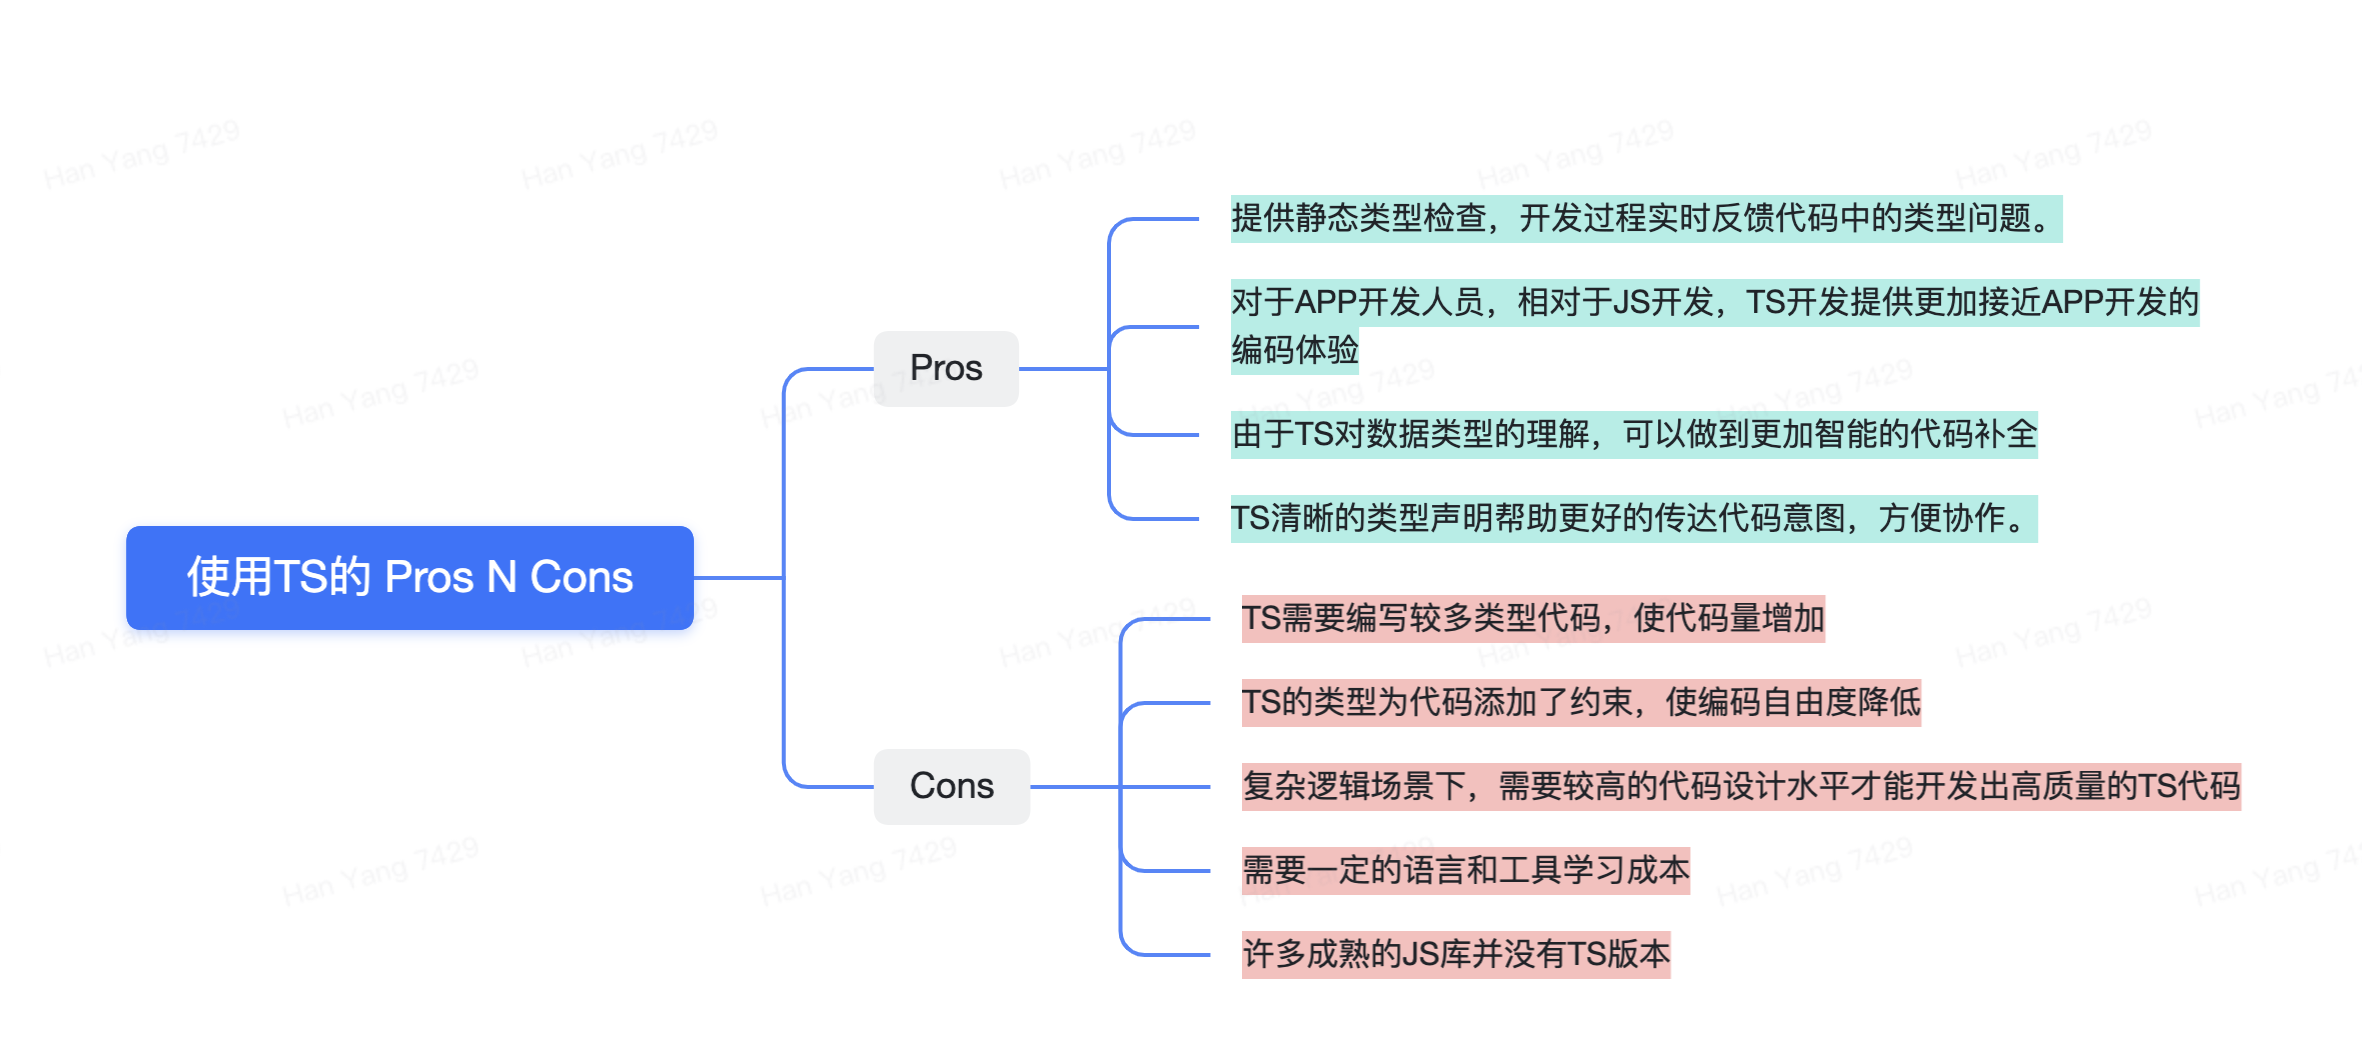 提供静态类型检查，开发过程实时反馈代码中的类型问题。
对于APP开发人员，相对于JS开发，TS开发提供更加接近APP开发的
编码体验
Pros
由于TS对数据类型的理解，可以做到更加智能的代码补全
TS清晰的类型声明帮助更好的传达代码意图，方便协作。
使用TS的 Pros N Cons
TS需要编写较多类型代码，使代码量增加
TS的类型为代码添加了约束，使编码自由度降低
Cons
复杂逻辑场景下，需要较高的代码设计水平才能开发出高质量的TS代码
需要一定的语言和工具学习成本
许多成熟的JS库并没有TS版本
Han Yang 7429